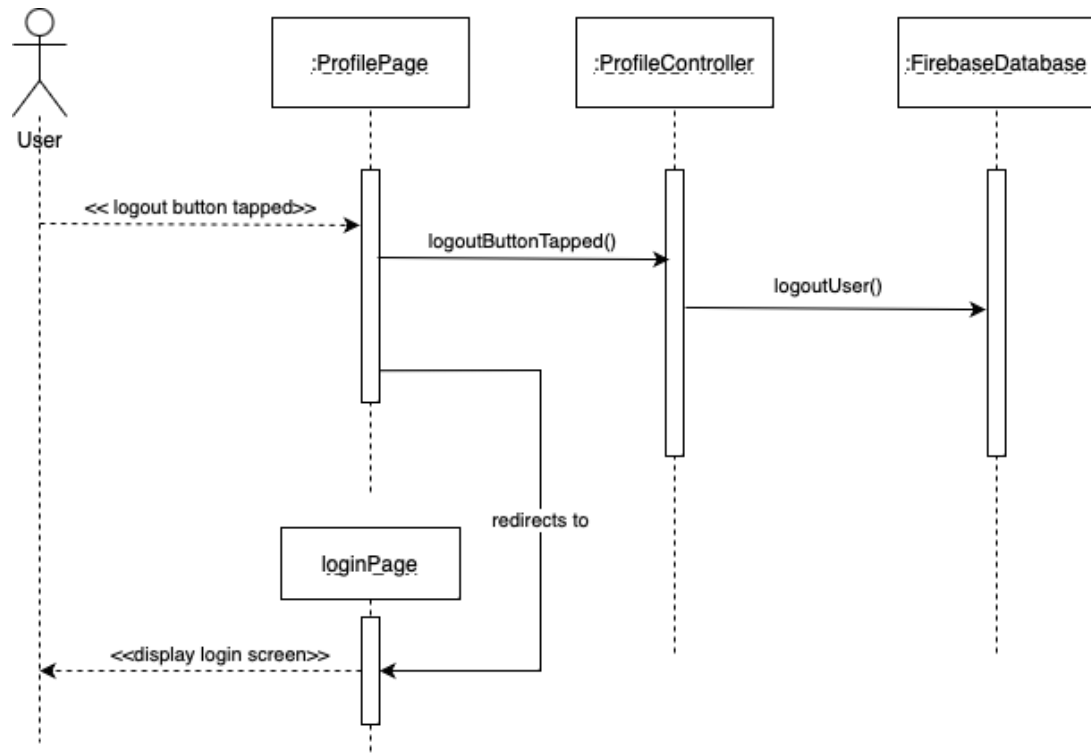 :ProfilePage
:ProfileController
:FirebaseDatabase
User
<< logout button tapped>>
logoutButtonTapped()
logoutUser()
redirects to
loginPage
<<display login screen>>